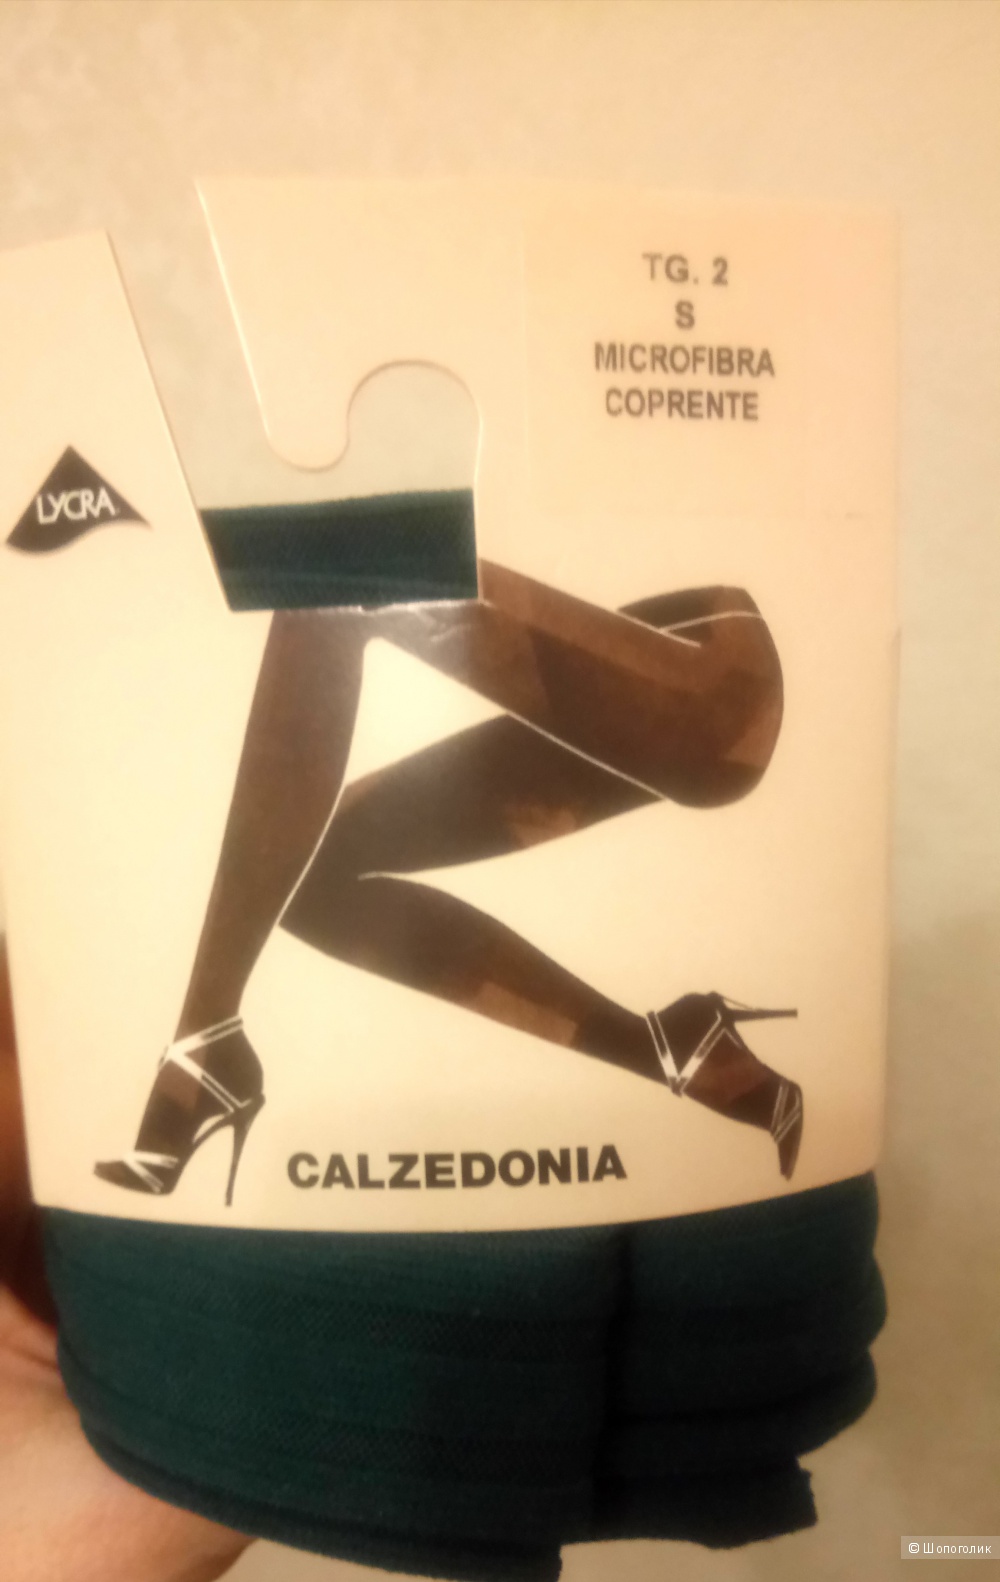 TG. 2
S
MICROFIBRA
COPRENTE
LYCRA
CALZEDONIA
© Шопоголик